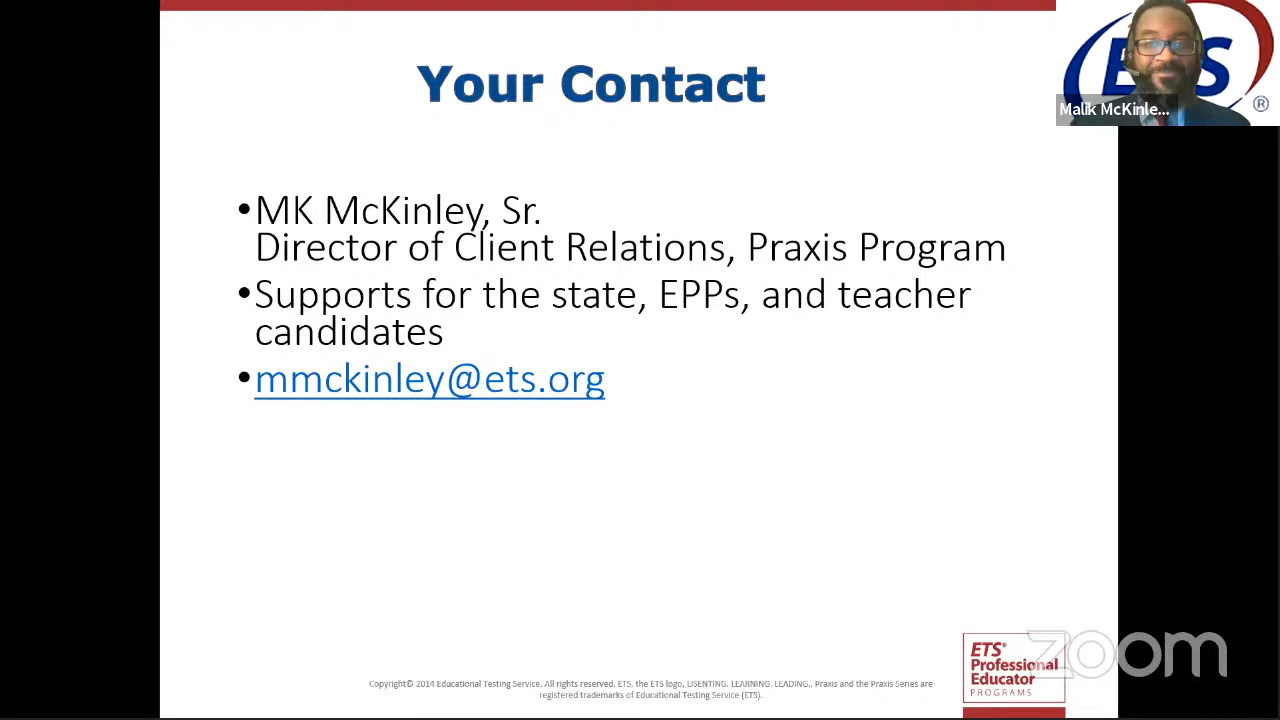 Your Contact
ETS
®
Malik McKinle...
•MK McKinley, Sr.
Director of Client Relations, Praxis Program
•Supports for the state, EPPs, and teacher
candidates
•mmckinley@ets.org
ETS®
Professional
Educator
PROGRAMS
zoom
Copyright© 2014 Educational Testing Service. All rights reserved. ETS, the ETS logo, LISENTING. LEARNING. LEADING., Praxis and the Praxis Series are
registered trademarks of Educational Testing Service (ETS).